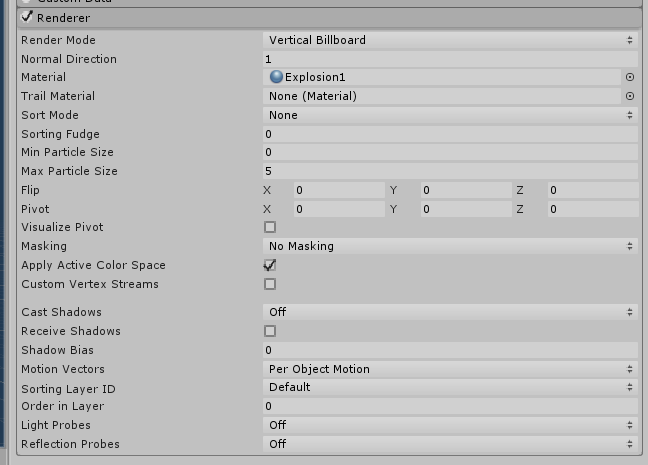 Custom Data
Renderer
Render Mode Vertical Billboard
Normal Direction 1
Material Explosion1
Trail Material None (Material)
Sort Mode None
Sorting Fudge 0
Min Particle Size 0
Max Particle Size 5
Flip X 0 Y 0 Z 0
Pivot X 0 Y 0 Z 0
Visualize Pivot
Masking No Masking
Apply Active Color Space
Custom Vertex Streams
Cast Shadows Off
Receive Shadows
Shadow Bias 0
Motion Vectors Per Object Motion
Sorting Layer ID Default
Order in Layer 0
Light Probes Off
Reflection Probes Off